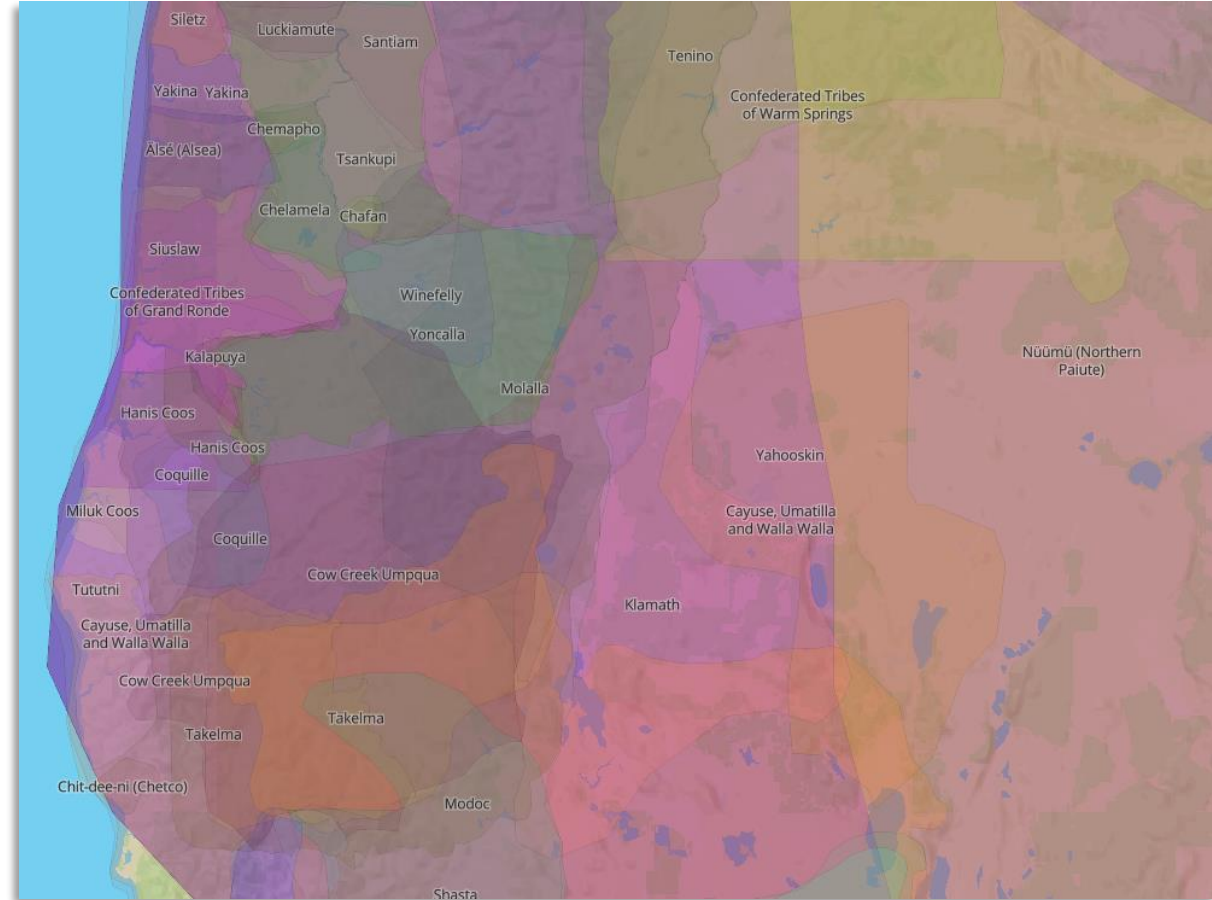 Siletz
Luckiamute
Santiam
Tenino
Yakina
Yakina
Confederated Tribes
of Warm Springs
Chemapho
Alsé (Alsea)
Tsankupi
Chelamela
Chafan
Siuslaw
Confederated Tribes
of Grand Ronde
Winefelly
Yoncalla
Kalapuya
Nüümü (Northern
Paiute)
Molalla
Hanis Coos
Hanis Coos
Yahooskin
Coquille
Miluk Coos
Cayuse, Umatilla
and Walla Walla
Coquille
Cow Creek Umpqua
Tututni
Klamath
Cayuse, Umatilla
and Walla Walla
Cow Creek Umpqua
Takelma
Takelma
Chit-dee-ni (Chetco)
Modoc
Shasta